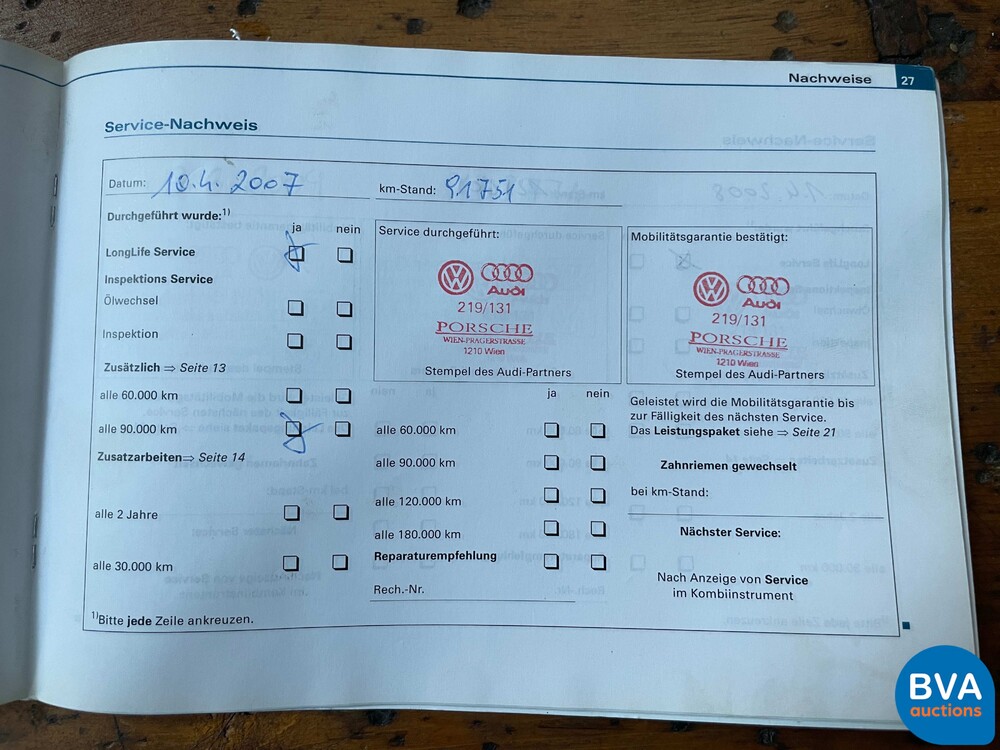 Nachweise 27
Service-Nachweis
Datum: 10.4. 2007
km-Stand: 91751
Durchgeführt wurde:1)
ja nein
LongLife Service
Inspektions Service
Ölwechsel
Inspektion
Zusätzlich ⇒ Seite 13
alle 60.000 km
alle 90.000 km
Zusatzarbeiten⇒ Seite 14
alle 2 Jahre
alle 30.000 km
1)Bitte jede Zeile ankreuzen.
Service durchgeführt:
Audi
219/131
PORSCHE
WIEN-PRAGERSTRASSE
1210 Wien
Stempel des Audi-Partners
ja nein
alle 60.000 km
alle 90.000 km
alle 120.000 km
alle 180.000 km
Reparaturempfehlung
Rech.-Nr.
Mobilitätsgarantie bestätigt:
Audi
219/131
PORSCHE
WIEN-PRAGERSTRASSE
1210 Wien
Stempel des Audi-Partners
Geleistet wird die Mobilitätsgarantie bis
zur Fälligkeit des nächsten Service.
Das Leistungspaket siehe ⇒ Seite 21
Zahnriemen gewechselt
bei km-Stand:
Nächster Service:
Nach Anzeige von Service
im Kombiinstrument
BVA
auctions